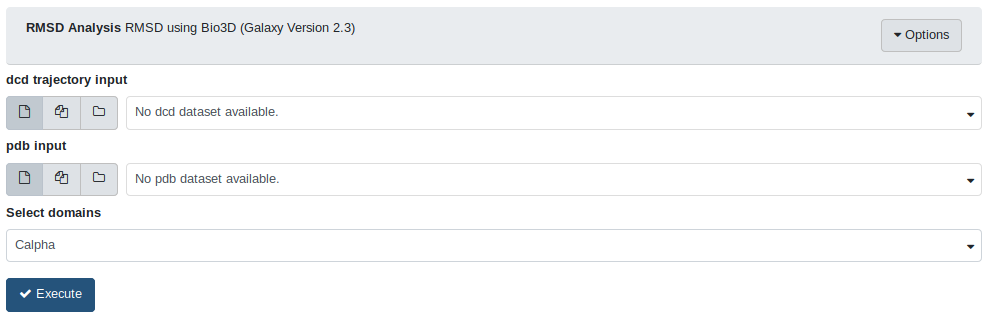 RMSD Analysis RMSD using Bio3D (Galaxy Version 2.3)
Options
dcd trajectory input
No dcd dataset available.
pdb input
No pdb dataset available.
Select domains
Calpha
Execute